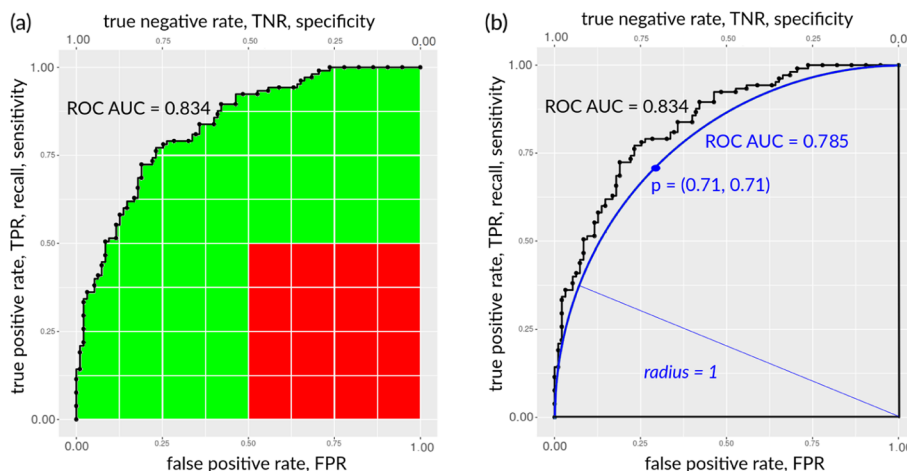 (a)
true negative rate, TNR, specificity
1.00 0.75 0.50 0.25 0.00
true positive rate, TPR, recall, sensitivity
1.00
0.75
0.50
0.25
0.00
ROC AUC = 0.834
0.00 0.25 0.50 0.75 1.00
false positive rate, FPR
(b)
true negative rate, TNR, specificity
1.00 0.75 0.50 0.25 0.00
true positive rate, TPR, recall, sensitivity
1.00
0.75
0.50
0.25
0.00
ROC AUC = 0.834
ROC AUC = 0.785
p = (0.71, 0.71)
radius = 1
0.00 0.25 0.50 0.75 1.00
false positive rate, FPR